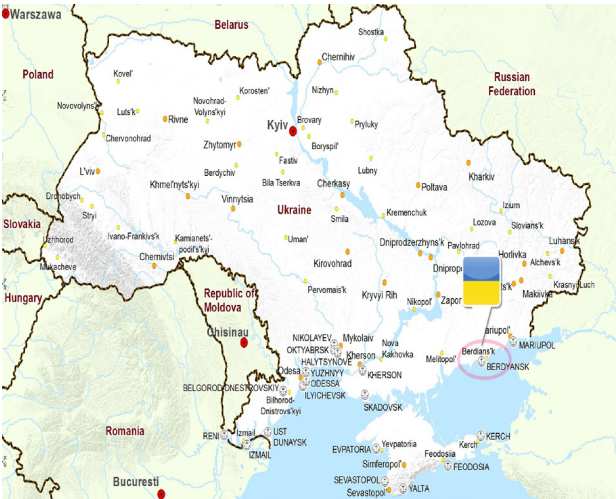 Warszawa
Belarus
Shostka
Chernihiv
Poland
Kovel'
Russian
Federation
Korosten'
Nizhyn
Novovolyns'k
Luts'k
Novohrad-
Volyns'kyi
Rivne
Kyiv
Brovary
Pryluky
Chervonohrad
Boryspil'
Zhytomyr
Fastiv
Lubny
Kharkiv
L'viv
Berdychiv
Bila Tserkva
Khmel'nyts'kyi
Cherkasy
Poltava
Drohobych
Vinnytsia
Izium
Stryi
Ukraine
Smila
Kremenchuk
Lozova
Slovians'k
Slovakia
Ivano-Frankivs'k
Kamianets'-
podil's'kyi
Uman'
Dniprodzerzhyns'k
Pavlohrad
Luhans'k
Uzhhorod
Kirovohrad
Horlivka
Alchevs'k
Mukacheve
Chernivtsi
Dniprop
Hungary
Republic of
Moldova
Pervomais'k
Kryvyi Rih
Nikopol'
Zapor
ts'k
Makiivka
Krasnyi Luch
Chisinau
NIKOLAYEV
Mykolaiv
OKTYABRSK
HALYTSYNOVE
Kherson
Nova
Kakhovka
Melitopol'
Berdians'k
BERDYANSK
ariupol'
MARIUPOL
Odesa
YUZHNYY
KHERSON
BELGOROD-DNESTROVSKIY
ODESSA
ILYICHEVSK
SKADOVSK
Bilhorod-
Dnistrovs'kyi
Romania
RENI
Izmail
UST
DUNAYSK
IZMAIL
EVPATORIA
Yevpatoria
Kerch
KERCH
Simferopol'
Feodosiia
FEODOSIA
Bucuresti
SEVASTOPOL
Sevastopol'
YALTA